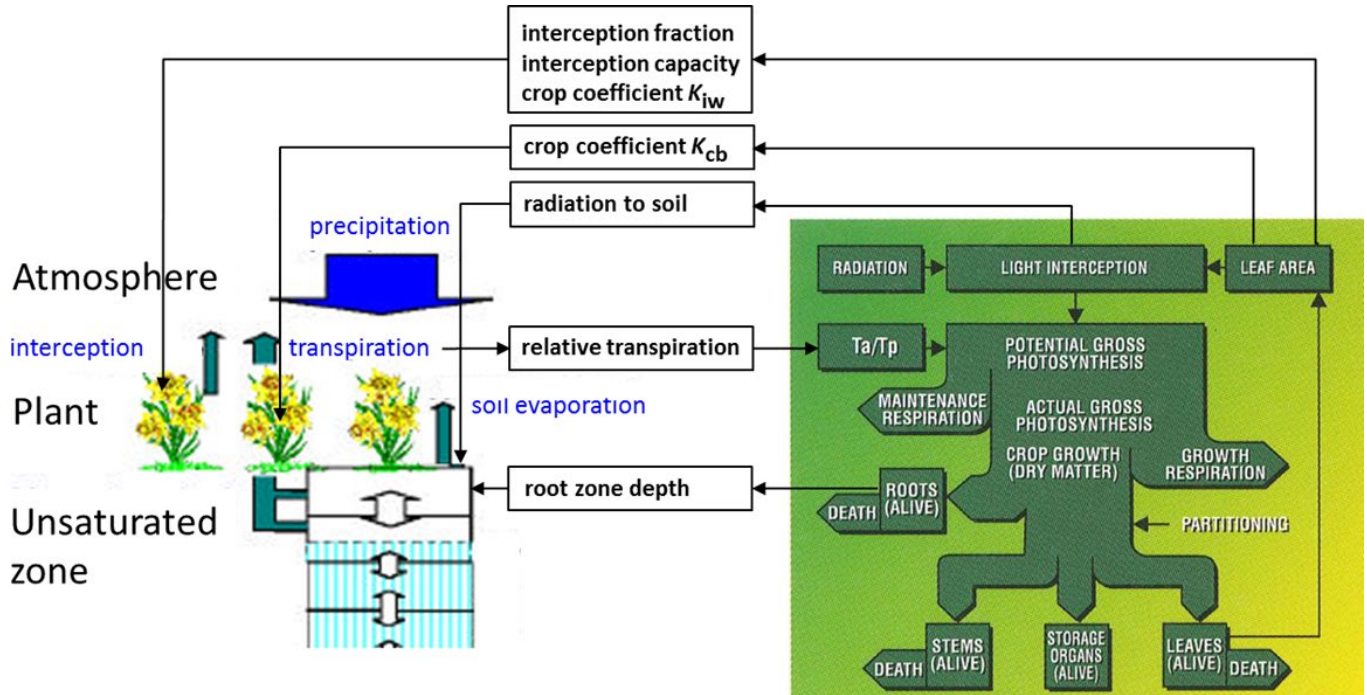 interception fraction
interception capacity
crop coefficient Kiw
crop coefficient Kcb
radiation to soil
precipitation
Atmosphere
RADIATION
LIGHT INTERCEPTION
LEAF AREA
interception
transpiration
relative transpiration
Ta/Tp
POTENTIAL GROSS
PHOTOSYNTHESIS
Plant
soil evaporation
MAINTENANCE
RESPIRATION
ACTUAL GROSS
PHOTOSYNTHESIS
CROP GROWTH
(DRY MATTER)
GROWTH
RESPIRATION
Unsaturated
zone
root zone depth
ROOTS
(ALIVE)
DEATH
PARTITIONING
DEATH
STEMS
(ALIVE)
STORAGE
ORGANS
(ALIVE)
LEAVES
(ALIVE)
DEATH